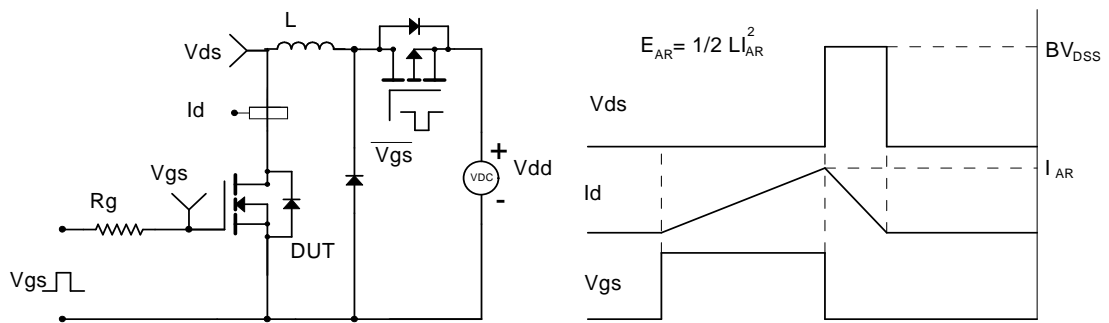 L
Vds
Id
Vgs
Vgs
Rg
DUT
Vgs
+
VDC
-
Vdd
E_AR= 1/2 LI_AR^2
BV_DSS
Vds
I_AR
Id
Vgs